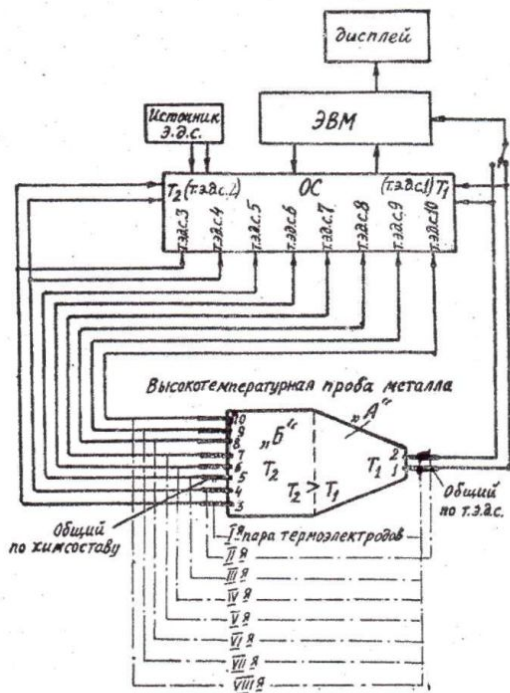 дисплей
Источник
э.д.с.
ЭВМ
T₂ (т.э.д.с.2) ОС (т.э.д.с.1) T₁
т.э.д.с.3
т.э.д.с.4
т.э.д.с.5
т.э.д.с.6
т.э.д.с.7
т.э.д.с.8
т.э.д.с.9
т.э.д.с.10
Высокотемпературная проба металла
10
9
8
7
6
5
4
3
„Б“
T₂
T₂ > T₁
„А“
T₁
2
1
Общий
по т.э.д.с.
Общий
по химсоставу
I я пара термоэлектродов
II я
III я
IV я
V я
VI я
VII я
VIII я